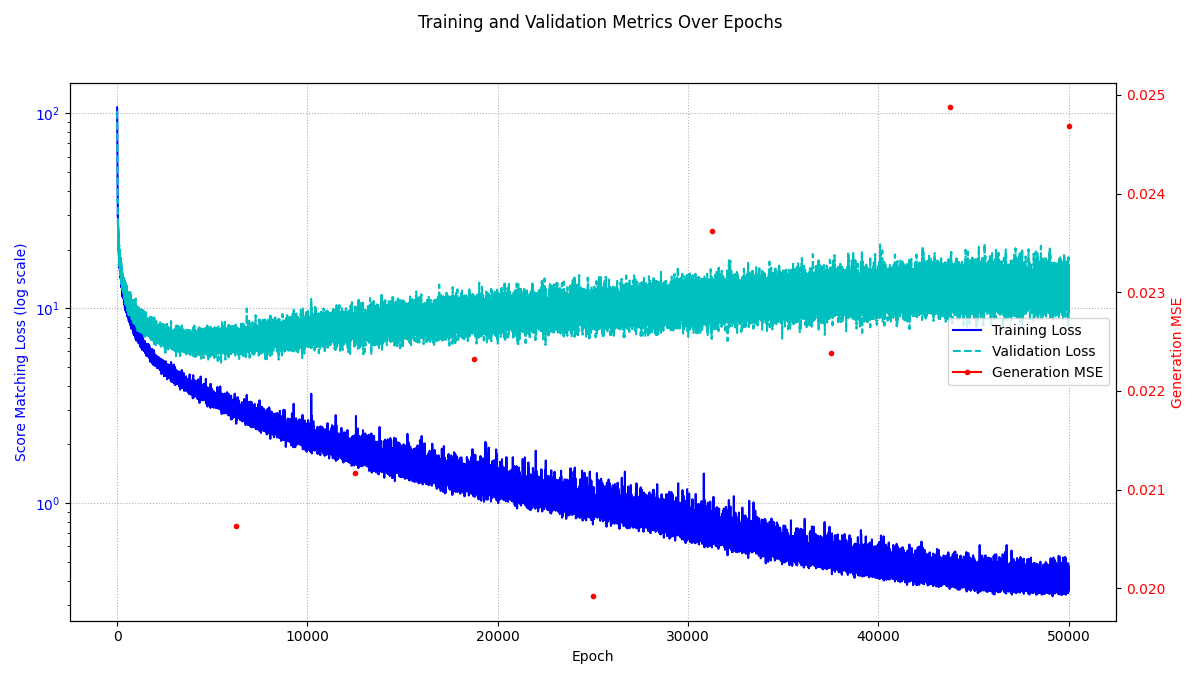 Training and Validation Metrics Over Epochs
Score Matching Loss (log scale)
10²
10¹
10⁰
0.025
0.024
0.023
0.022
0.021
0.020
Generation MSE
Training Loss
Validation Loss
Generation MSE
0
10000
20000
30000
40000
50000
Epoch